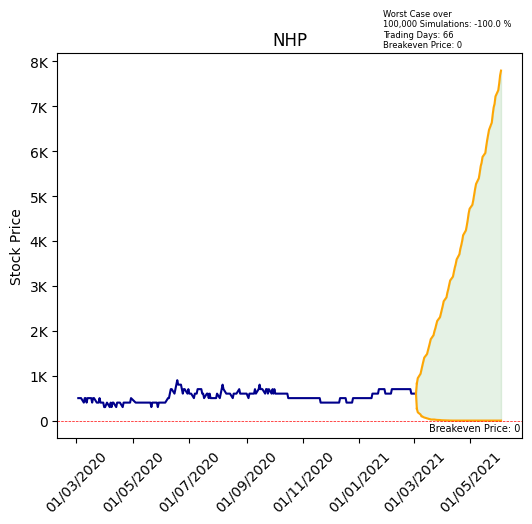 Worst Case over
100,000 Simulations: -100.0 %
Trading Days: 66
Breakeven Price: 0
NHP
Stock Price
8K
7K
6K
5K
4K
3K
2K
1K
0
Breakeven Price: 0
01/03/2020
01/05/2020
01/07/2020
01/09/2020
01/11/2020
01/01/2021
01/03/2021
01/05/2021